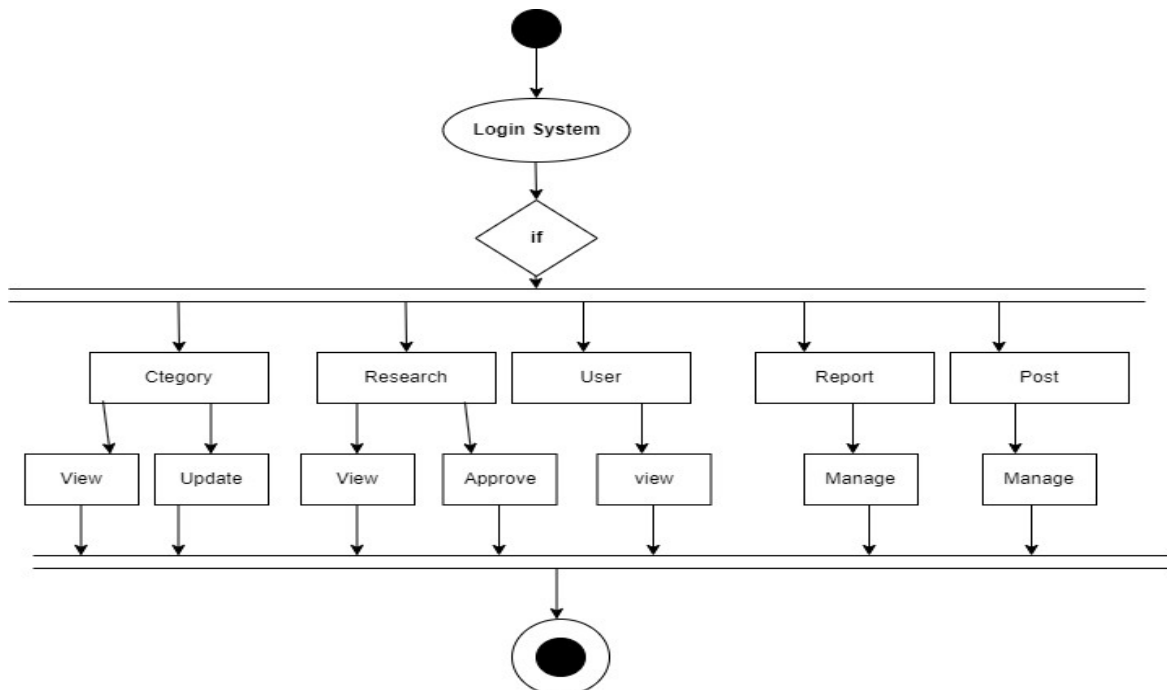 Login System
if
Ctegory
Research
User
Report
Post
View
Update
View
Approve
view
Manage
Manage